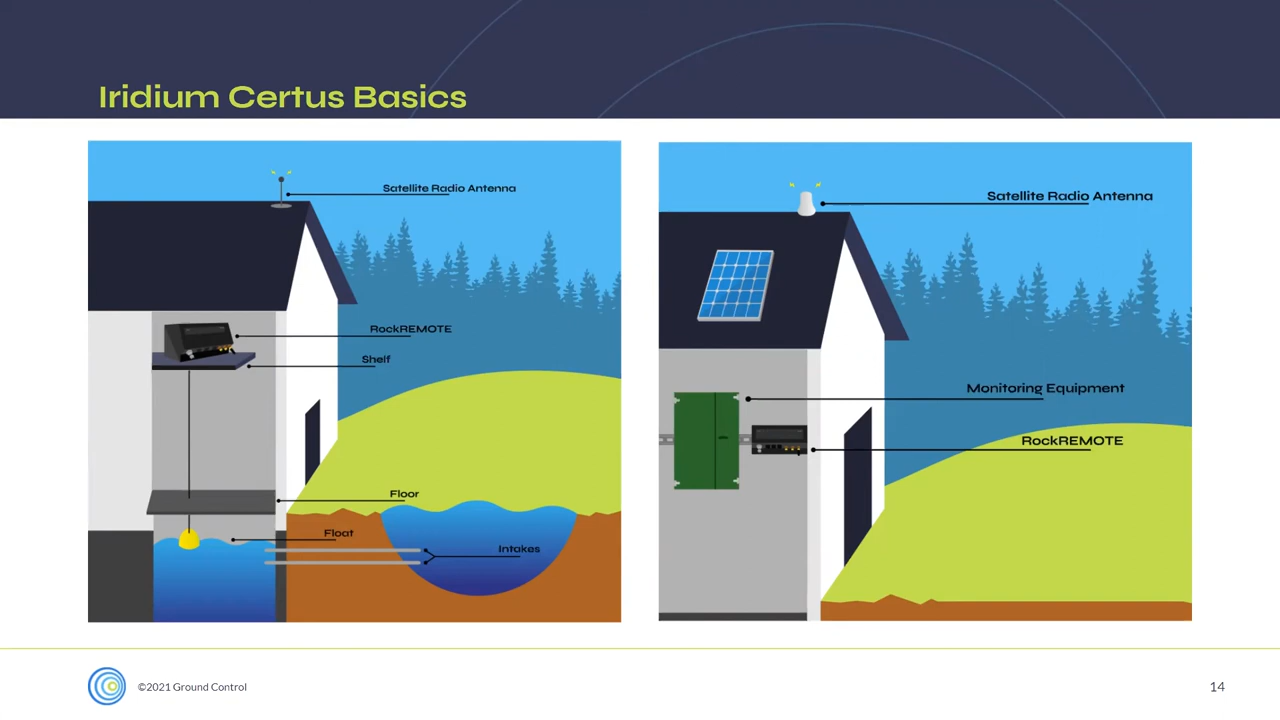 Iridium Certus Basics
Satellite Radio Antenna
RockREMOTE
Shelf
Floor
Float
Intakes
Satellite Radio Antenna
Monitoring Equipment
RockREMOTE
©2021 Ground Control
14